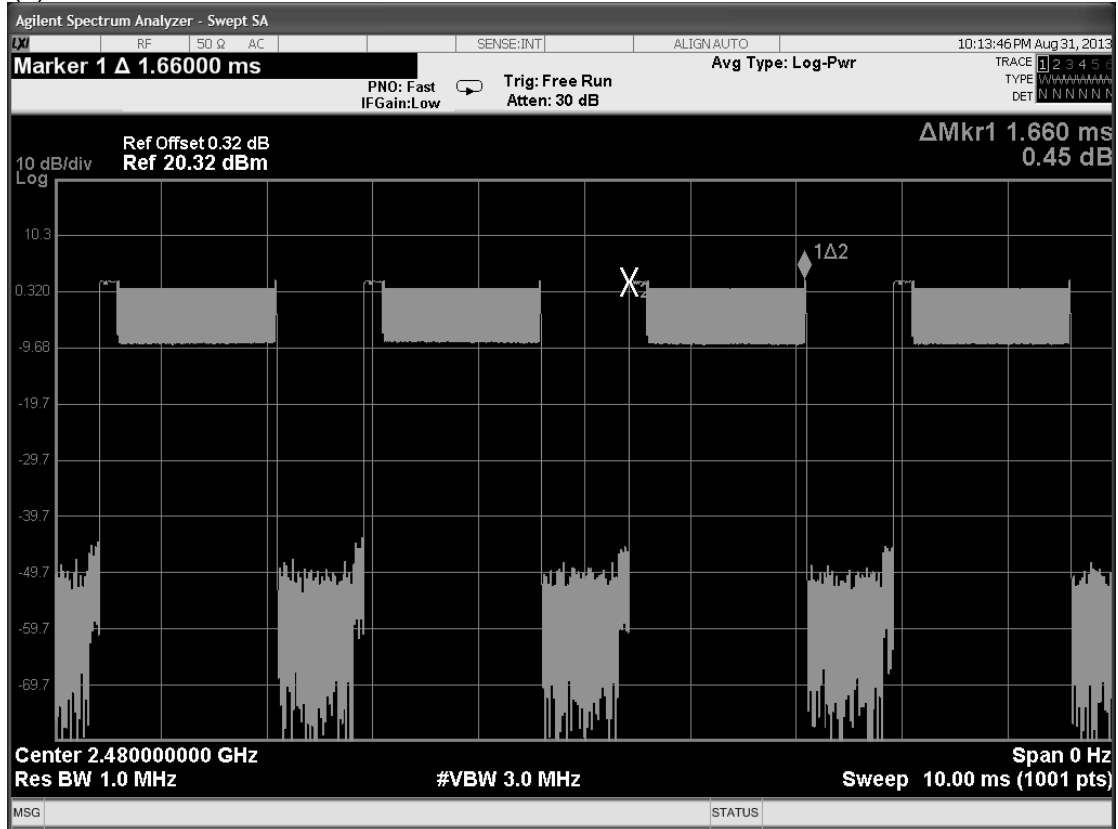 Agilent Spectrum Analyzer - Swept SA
LXI RF 50 Ω AC SENSE:INT ALIGN AUTO 10:13:46 PM Aug 31, 2013
Marker 1 Δ 1.66000 ms
PNO: Fast
IFGain:Low
Trig: Free Run
Atten: 30 dB
Avg Type: Log-Pwr
TRACE 1 2 3 4 5 6
TYPE
DET N N N N N N
Ref Offset 0.32 dB
Ref 20.32 dBm
10 dB/div
Log
ΔMkr1 1.660 ms
0.45 dB
10.3
1Δ2
0.320
X2
-9.68
-19.7
-29.7
-39.7
-49.7
-59.7
-69.7
Center 2.480000000 GHz
Span 0 Hz
Res BW 1.0 MHz
#VBW 3.0 MHz
Sweep 10.00 ms (1001 pts)
MSG
STATUS